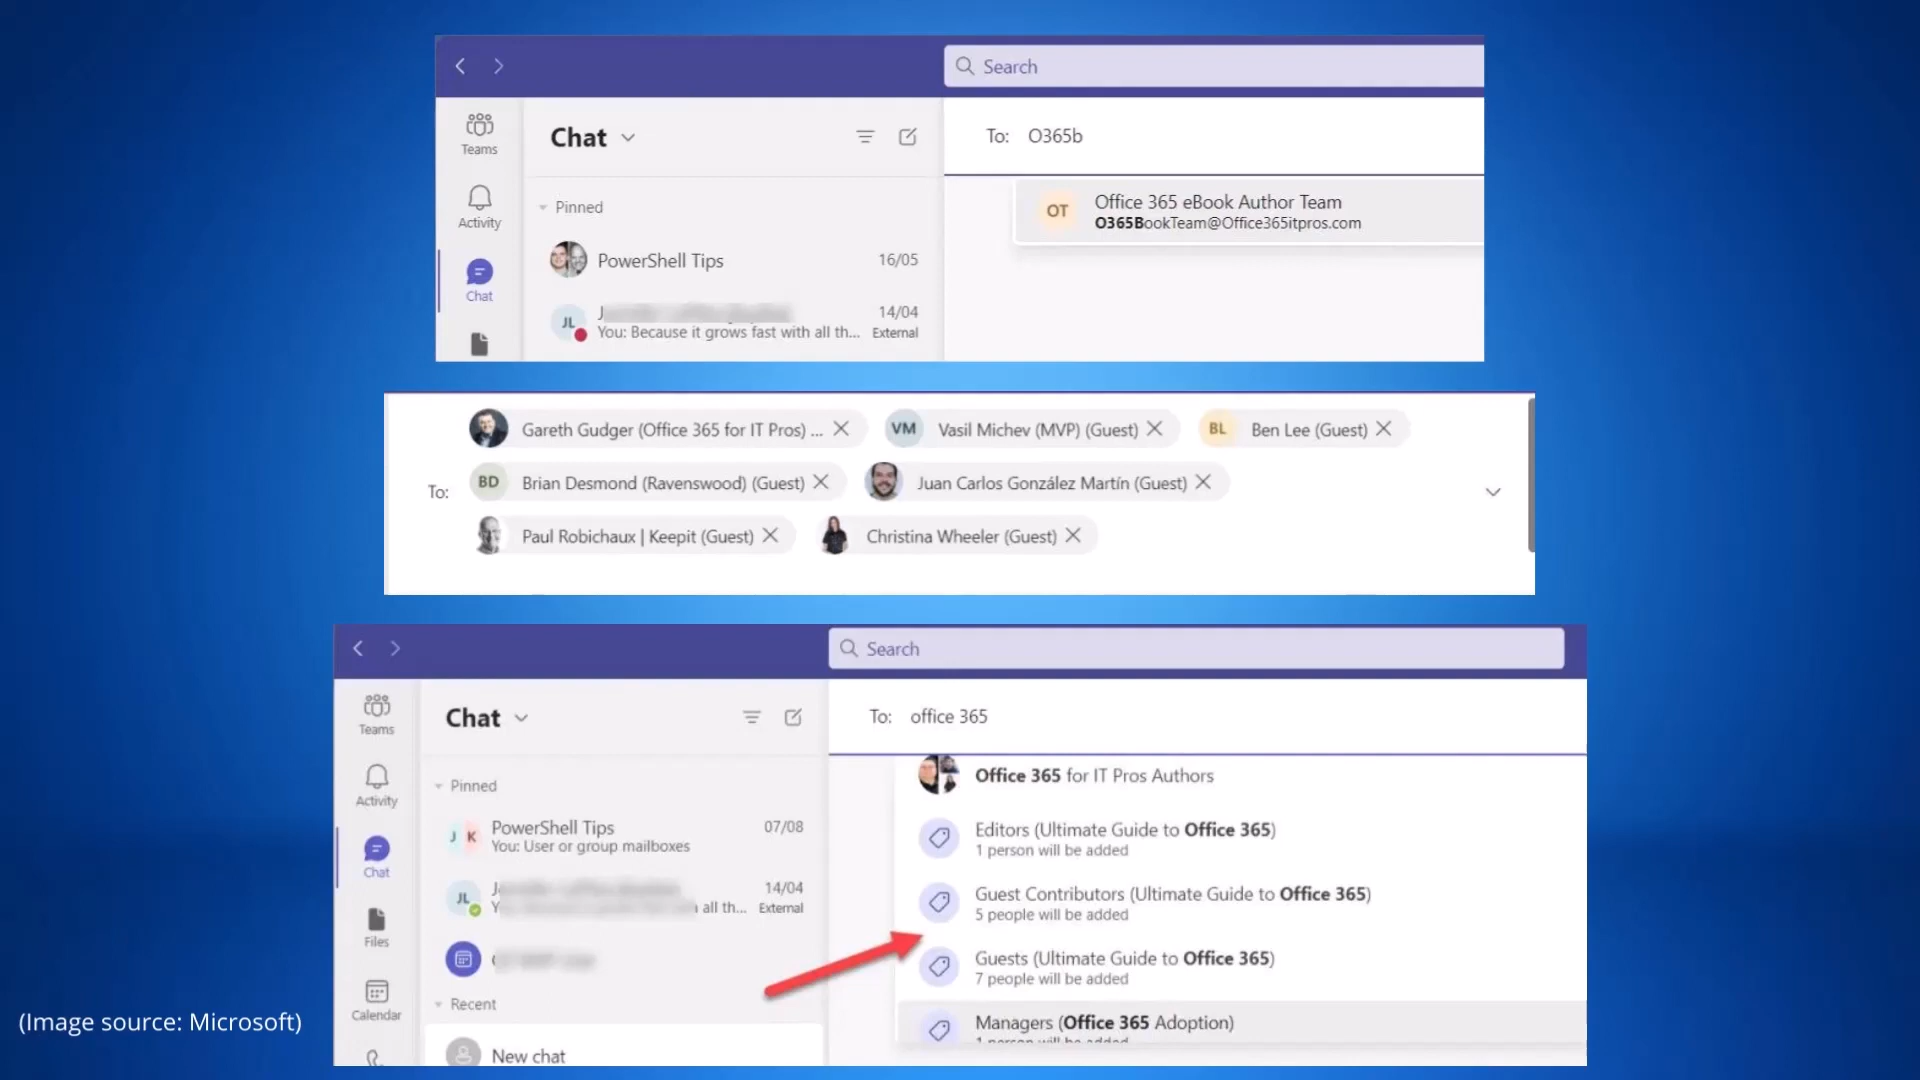 Search
Teams
Chat
To: O365b
Activity
Pinned
OT
Office 365 eBook Author Team
O365BookTeam@Office365itpros.com
PowerShell Tips 16/05
Chat
JL
J 14/04
You: Because it grows fast with all th... External
To:
Gareth Gudger (Office 365 for IT Pros) ...
VM Vasil Michev (MVP) (Guest)
BL Ben Lee (Guest)
BD Brian Desmond (Ravenswood) (Guest)
Juan Carlos González Martín (Guest)
Paul Robichaux | Keepit (Guest)
Christina Wheeler (Guest)
Search
Teams
Chat
To: office 365
Activity
Pinned
J K
PowerShell Tips 07/08
You: User or group mailboxes
Chat
JL
J 14/04
all th... External
Files
Recent
Calendar
New chat
Office 365 for IT Pros Authors
Editors (Ultimate Guide to Office 365)
1 person will be added
Guest Contributors (Ultimate Guide to Office 365)
5 people will be added
Guests (Ultimate Guide to Office 365)
7 people will be added
Managers (Office 365 Adoption)
1 person will be added
(Image source: Microsoft)